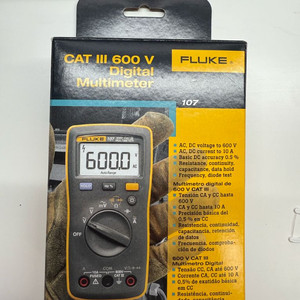 CAT III 600 V
Digital
Multimeter
FLUKE
107
AC, DC voltage to 600 V
AC, DC current to 10 A
Basic DC accuracy 0.5 %
Resistance, continuity,
capacitance, data hold
Frequency, diode test
Multímetro digital de
600 V CAT III
Tensión CA y CC hasta
600 V
CA y CC hasta 10 A
Precisión básica del
0,5 % en CC
Resistencia, continuidad,
capacitancia, retención
de datos
Frecuencia, comprobación
de diodos
600 V CAT III
Multímetro Digital
Tensão CC, CA até 600 V
Corrente CA, CC até 10 A
0,5% de exatidão básica
em CC
FLUKE
600.0
OFF
COM